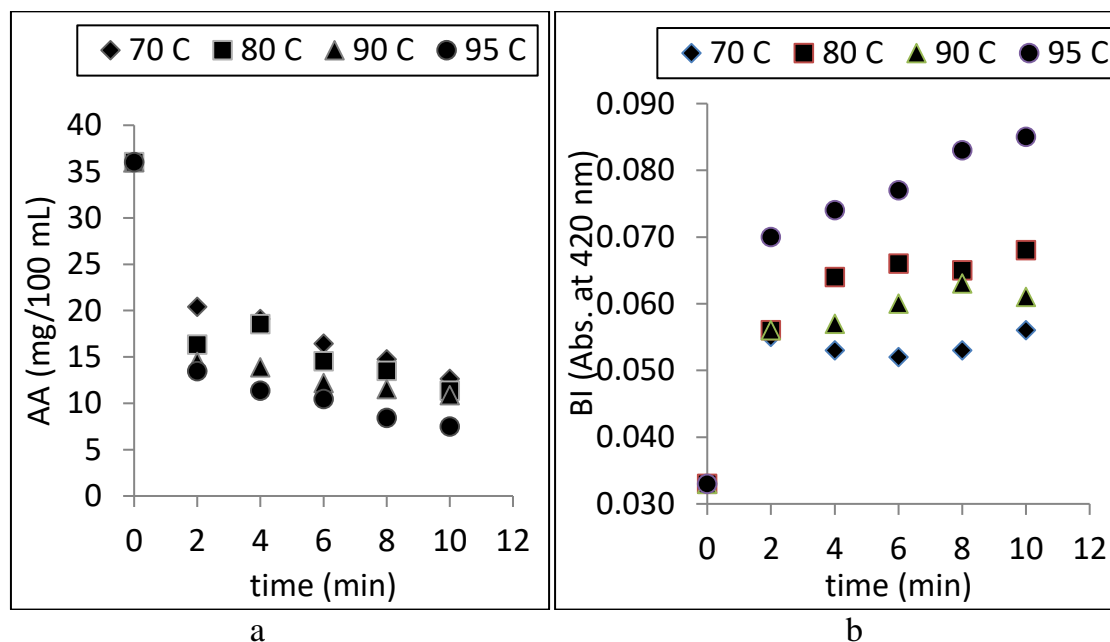 70 C 80 C 90 C 95 C
40
35
30
25
20
15
10
5
0
AA (mg/100 mL)
0 2 4 6 8 10 12
time (min)
a
70 C 80 C 90 C 95 C
0.090
0.080
0.070
0.060
0.050
0.040
0.030
BI (Abs. at 420 nm)
0 2 4 6 8 10 12
time (min)
b